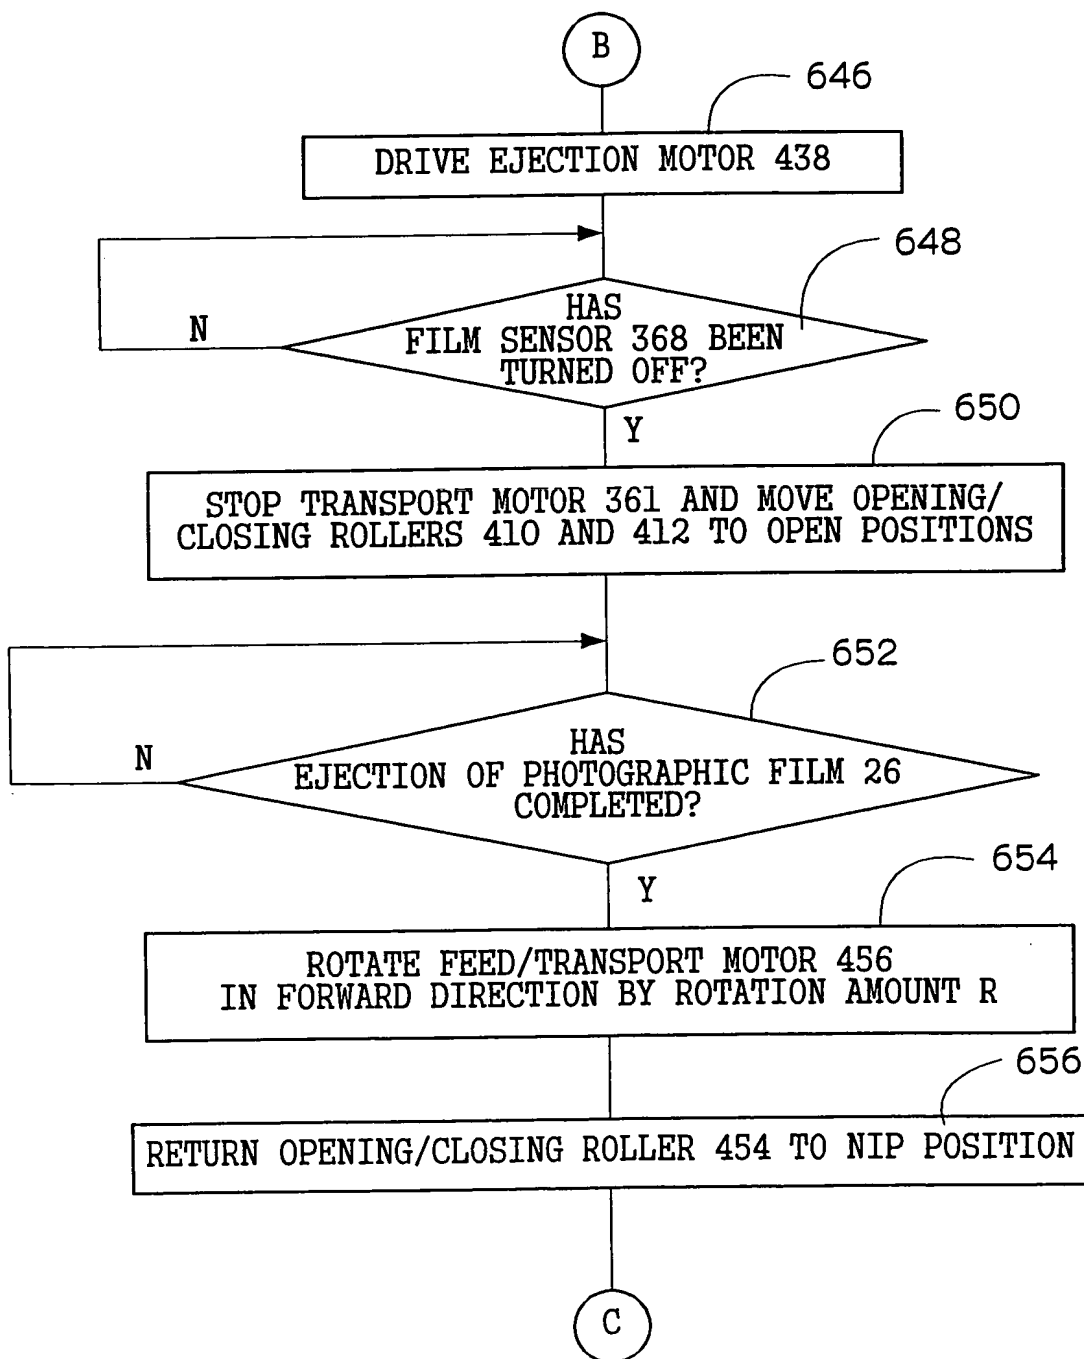 B
646
DRIVE EJECTION MOTOR 438
648
HAS
FILM SENSOR 368 BEEN
TURNED OFF?
N
Y
650
STOP TRANSPORT MOTOR 361 AND MOVE OPENING/
CLOSING ROLLERS 410 AND 412 TO OPEN POSITIONS
652
HAS
EJECTION OF PHOTOGRAPHIC FILM 26
COMPLETED?
N
Y
654
ROTATE FEED/TRANSPORT MOTOR 456
IN FORWARD DIRECTION BY ROTATION AMOUNT R
656
RETURN OPENING/CLOSING ROLLER 454 TO NIP POSITION
C